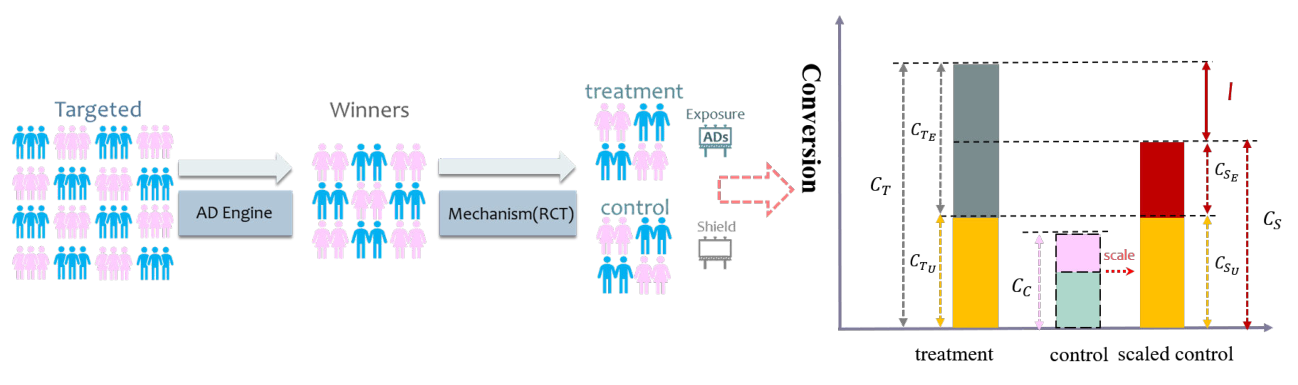 Targeted
AD Engine
Winners
Mechanism(RCT)
treatment
Exposure
ADs
control
Shield
Conversion
C_T
C_{T_E}
C_{T_U}
C_C
scale
I
C_{S_E}
C_{S_U}
C_S
treatment
control
scaled control